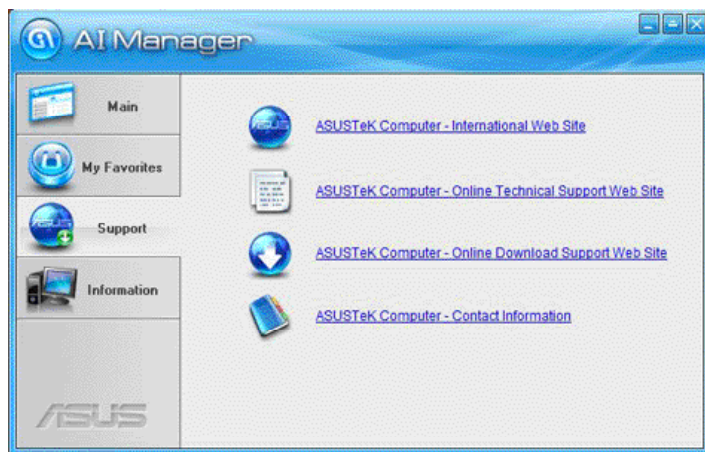 AI Manager
Main
My Favorites
Support
Information
ASUS
ASUS
ASUSTeK Computer - International Web Site
ASUSTeK Computer - Online Technical Support Web Site
ASUSTeK Computer - Online Download Support Web Site
ASUSTeK Computer - Contact Information